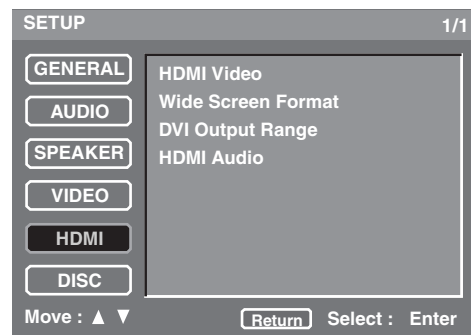 SETUP 1/1
GENERAL
AUDIO
SPEAKER
VIDEO
HDMI
DISC
HDMI Video
Wide Screen Format
DVI Output Range
HDMI Audio
Move : ▲ ▼ Return Select : Enter